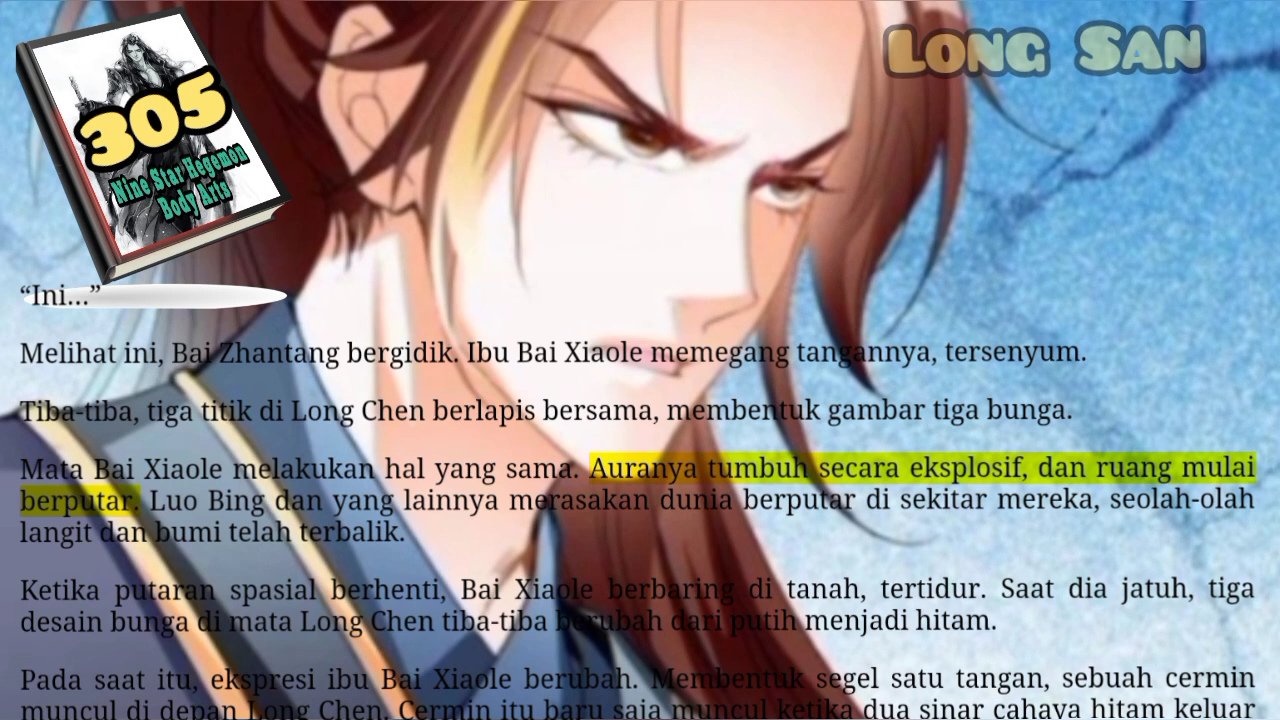 Long San
305
Nine Star Hegemon
Body Arts
“Ini...”
Melihat ini, Bai Zhantang bergidik. Ibu Bai Xiaole memegang tangannya, tersenyum.
Tiba-tiba, tiga titik di Long Chen berlapis bersama, membentuk gambar tiga bunga.
Mata Bai Xiaole melakukan hal yang sama. Auranya tumbuh secara eksplosif, dan ruang mulai
berputar. Luo Bing dan yang lainnya merasakan dunia berputar di sekitar mereka, seolah-olah
langit dan bumi telah terbalik.
Ketika putaran spasial berhenti, Bai Xiaole berbaring di tanah, tertidur. Saat dia jatuh, tiga
desain bunga di mata Long Chen tiba-tiba berubah dari putih menjadi hitam.
Pada saat itu, ekspresi ibu Bai Xiaole berubah. Membentuk segel satu tangan, sebuah cermin
muncul di depan Long Chen. Cermin itu baru saja muncul ketika dua sinar cahaya hitam keluar